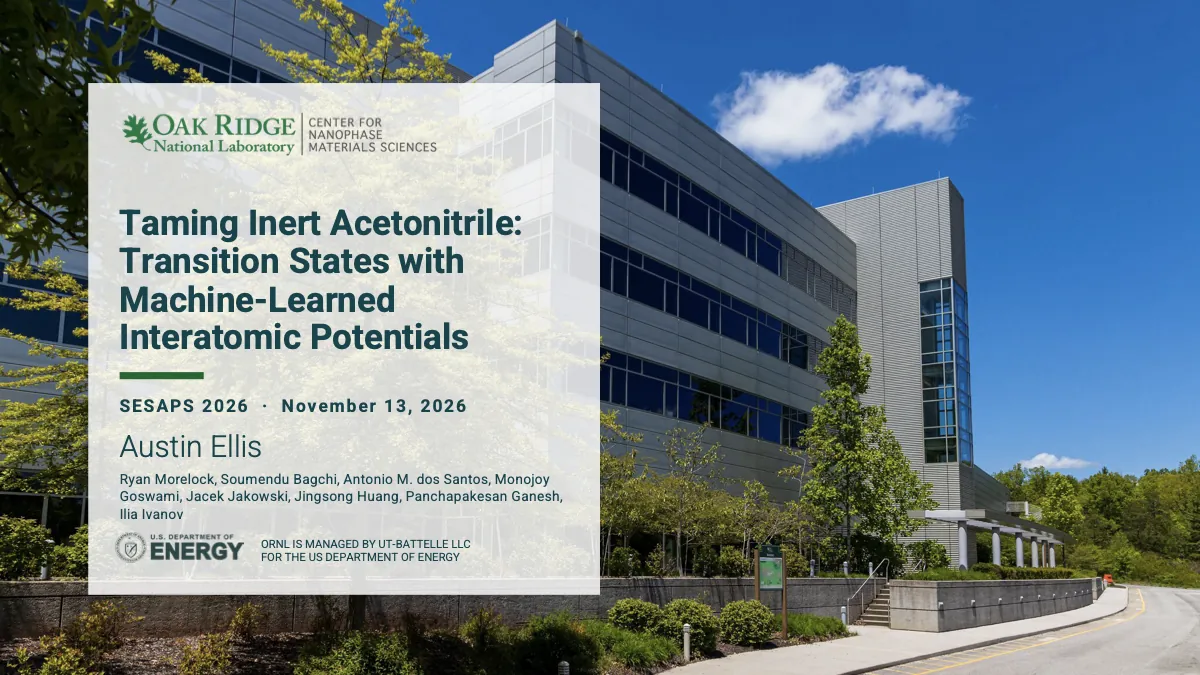 OAK RIDGE
National Laboratory
CENTER FOR
NANOPHASE
MATERIALS SCIENCES
Taming Inert Acetonitrile:
Transition States with
Machine-Learned
Interatomic Potentials
SESAPS 2026 · November 13, 2026
Austin Ellis
Ryan Morelock, Soumendu Bagchi, Antonio M. dos Santos, Monojoy
Goswami, Jacek Jakowski, Jingsong Huang, Panchapakesan Ganesh,
Ilia Ivanov
U.S. DEPARTMENT OF
ENERGY
ORNL IS MANAGED BY UT-BATTELLE LLC
FOR THE US DEPARTMENT OF ENERGY